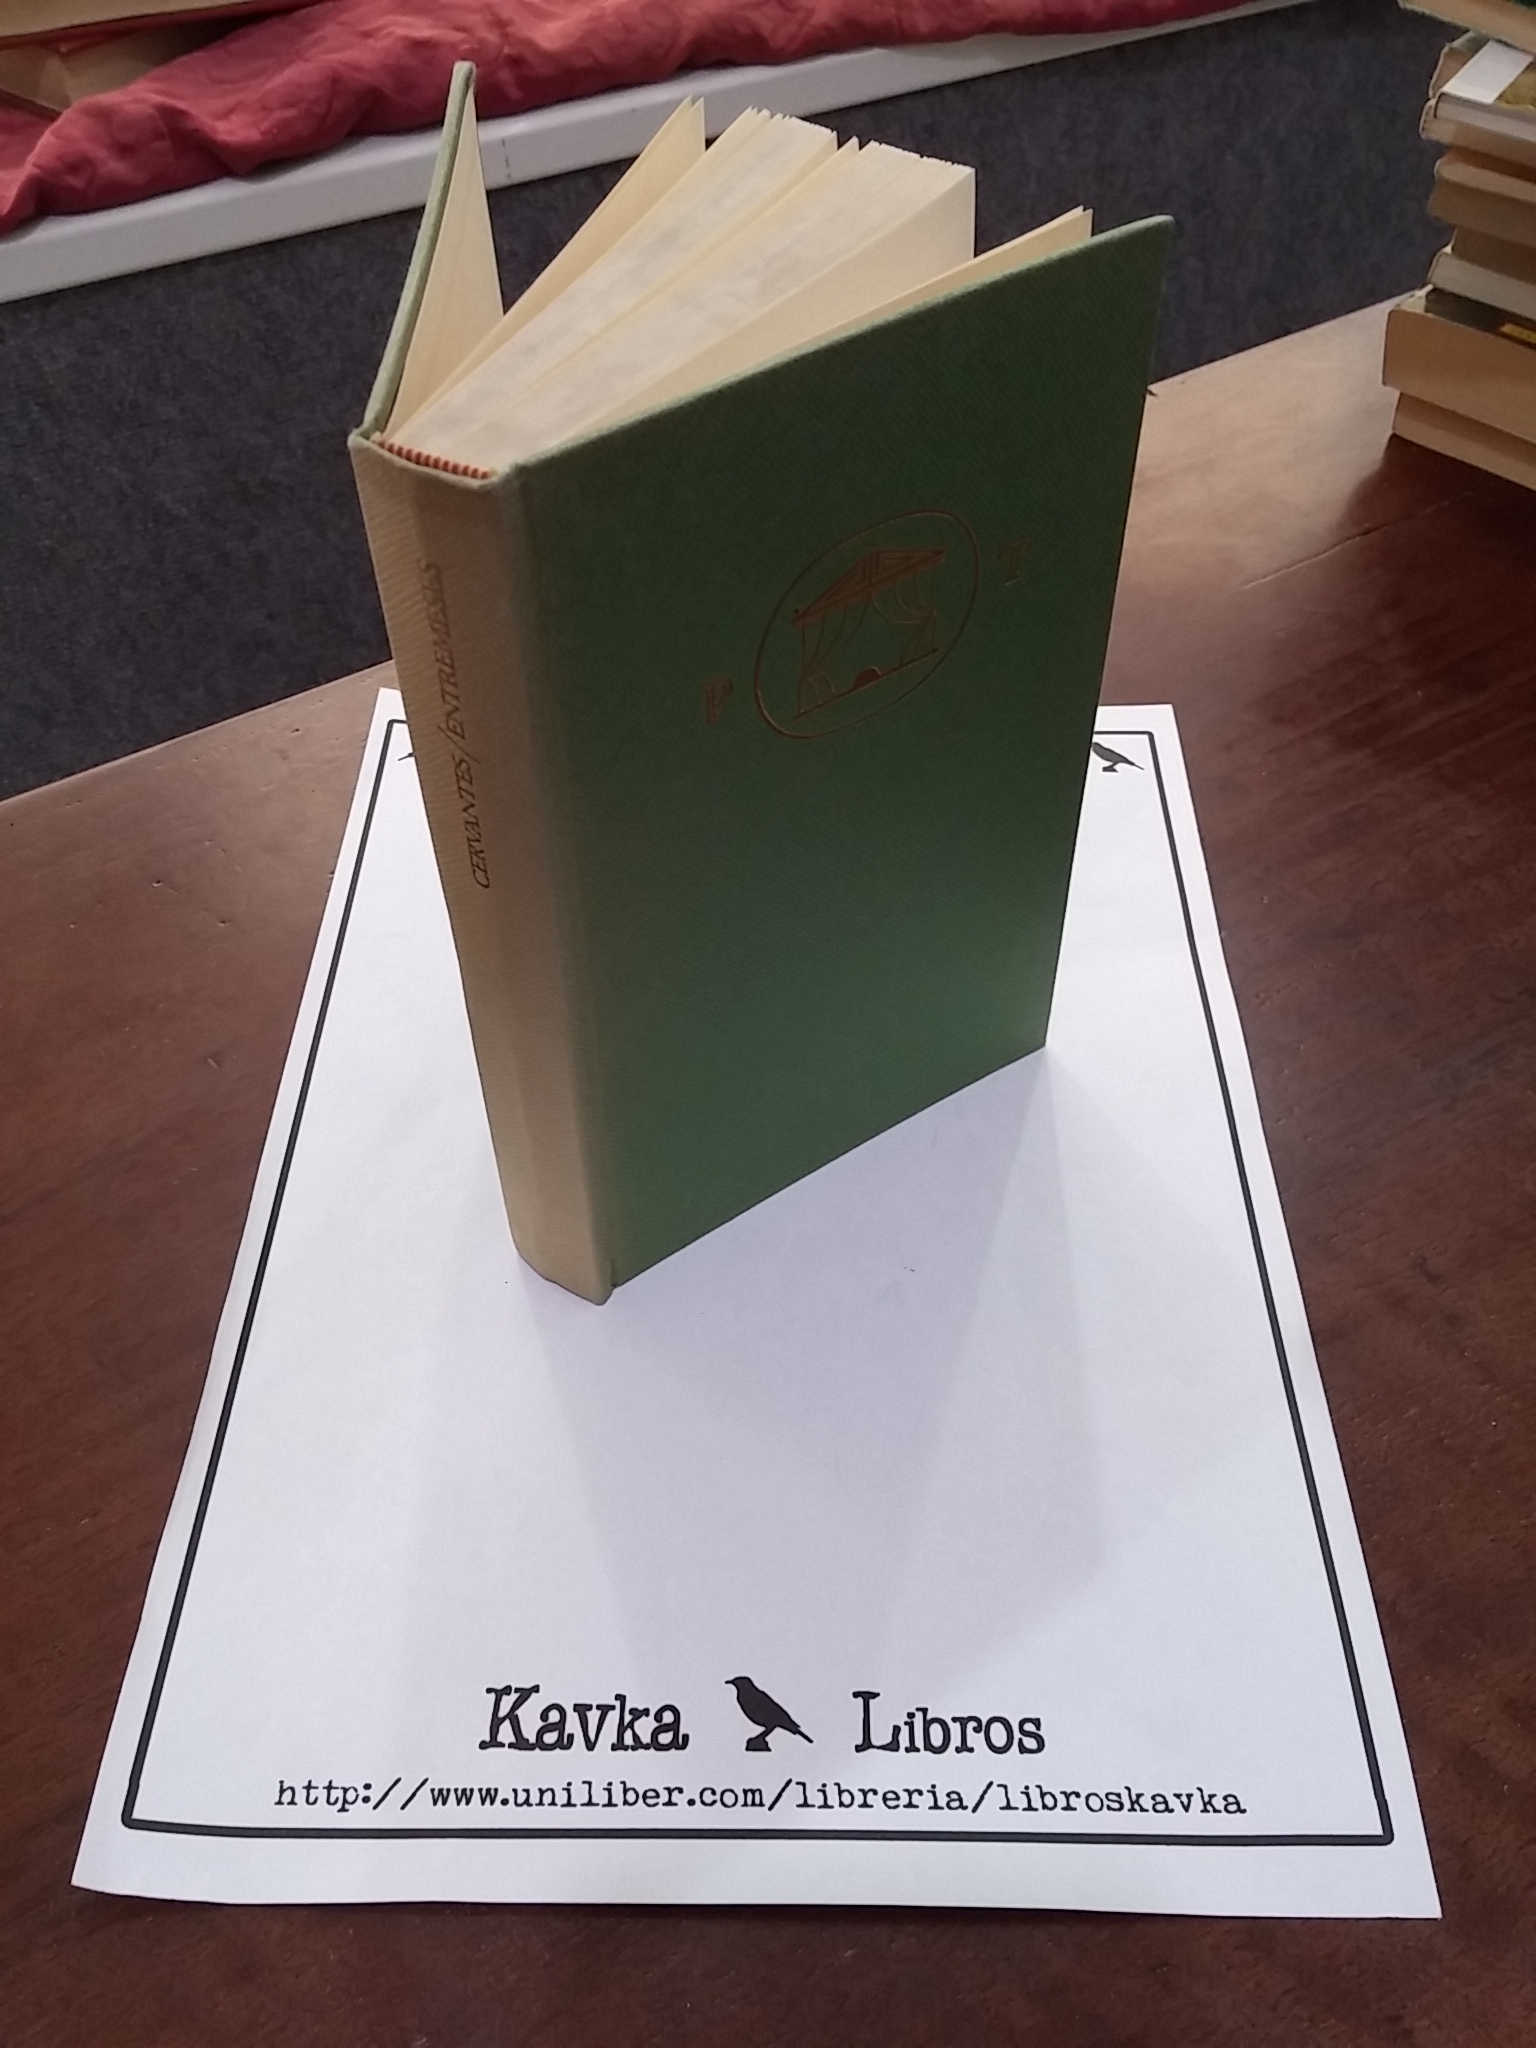 CERVANTES/ENTREMESES
Kavka Libros
http://www.uniliber.com/libreria/libroskavka